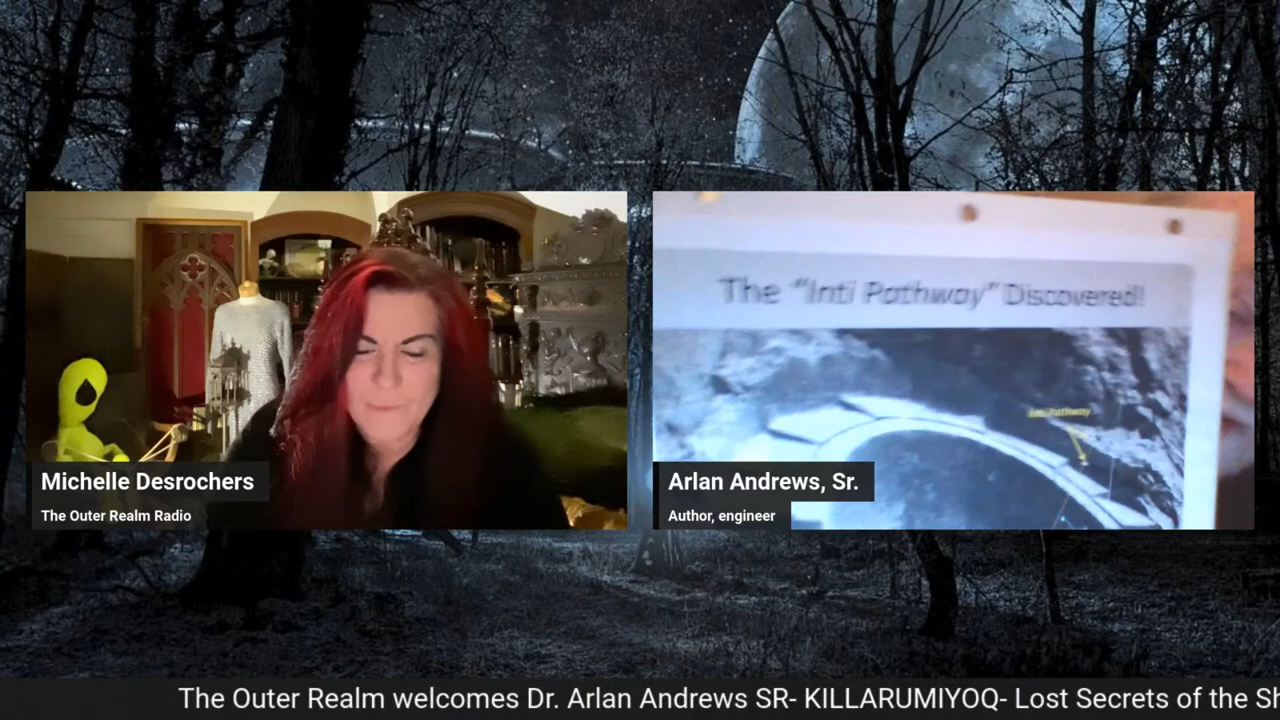 The "Inti Pathway" Discovered!
Inti Pathway
Michelle Desrochers
The Outer Realm Radio
Arlan Andrews, Sr.
Author, engineer
The Outer Realm welcomes Dr. Arlan Andrews SR- KILLARUMIYOQ- Lost Secrets of the